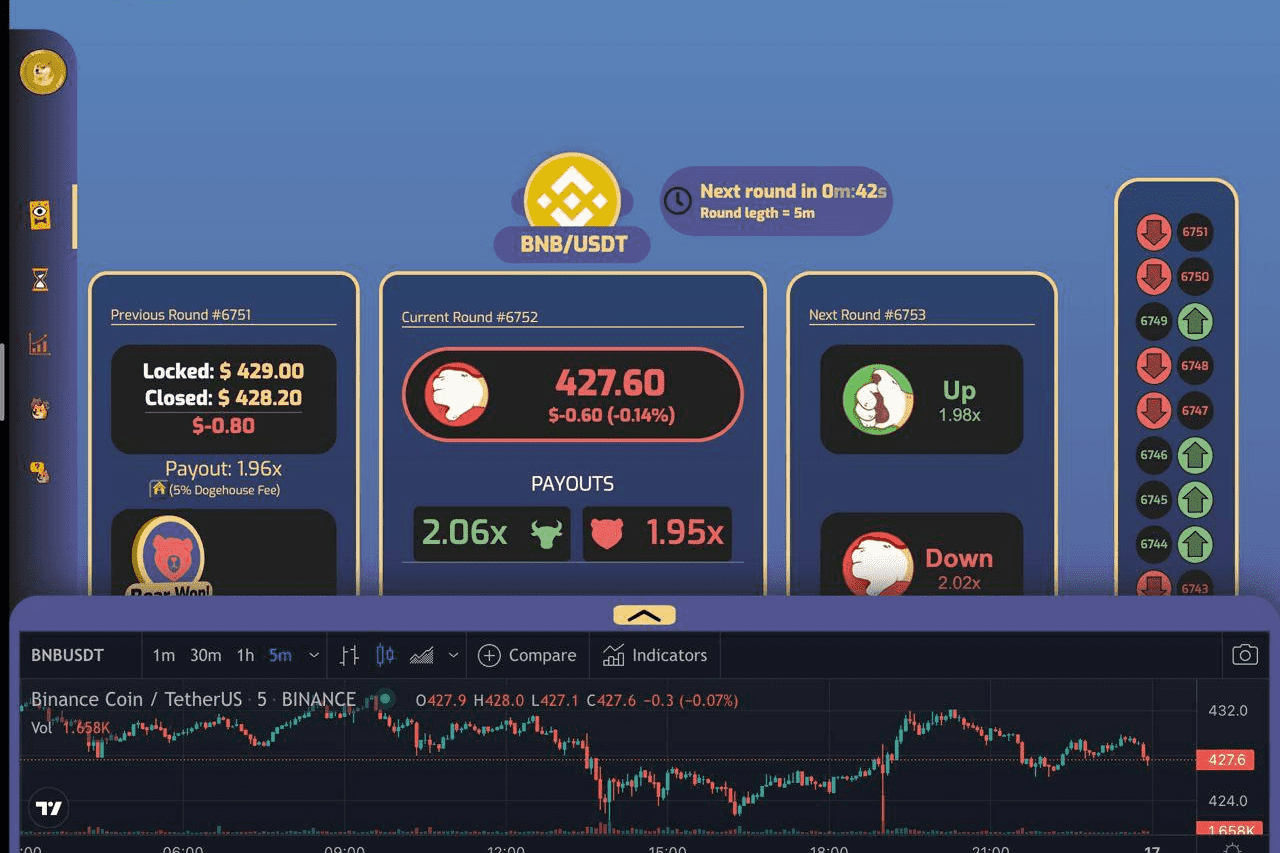 Next round in 0m:42s
Round legth = 5m
BNB/USDT
Previous Round #6751
Locked: $ 429.00
Closed: $ 428.20
$-0.80
Payout: 1.96x
(5% Dogehouse Fee)
Bear Won!
Current Round #6752
427.60
$-0.60 (-0.14%)
PAYOUTS
2.06x
1.95x
Next Round #6753
Up
1.98x
Down
2.02x
6751
6750
6749
6748
6747
6746
6745
6744
6743
BNBUSDT 1m 30m 1h 5m Compare Indicators
Binance Coin / TetherUS · 5 · BINANCE O427.9 H428.0 L427.1 C427.6 −0.3 (−0.07%)
Vol 1.658K
432.0
427.6
424.0
1.658K
:00 06:00 09:00 12:00 15:00 18:00 21:00 17